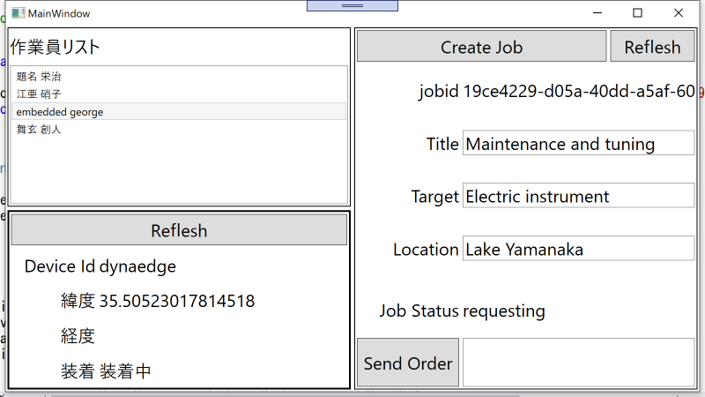 MainWindow
作業員リスト
題名 栄治
江亜 硝子
embedded george
舞玄 創人
Reflesh
Device Id dynaedge
緯度 35.50523017814518
経度
装着 装着中
Create Job
Reflesh
jobid 19ce4229-d05a-40dd-a5af-60
Title Maintenance and tuning
Target Electric instrument
Location Lake Yamanaka
Job Status requesting
Send Order